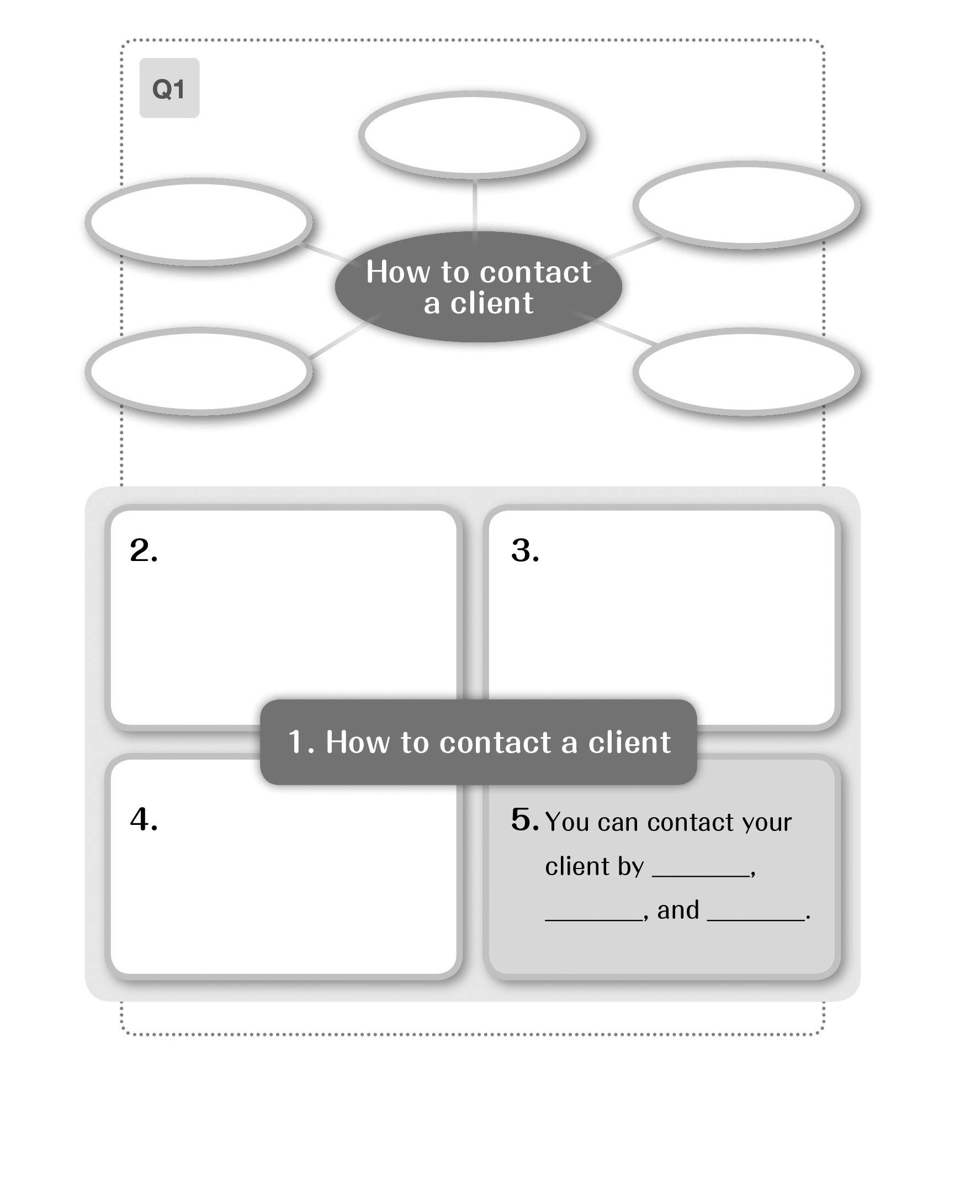 Q1
How to contact
a client
2.
3.
1. How to contact a client
4.
5. You can contact your
client by _______,
_______, and _______.